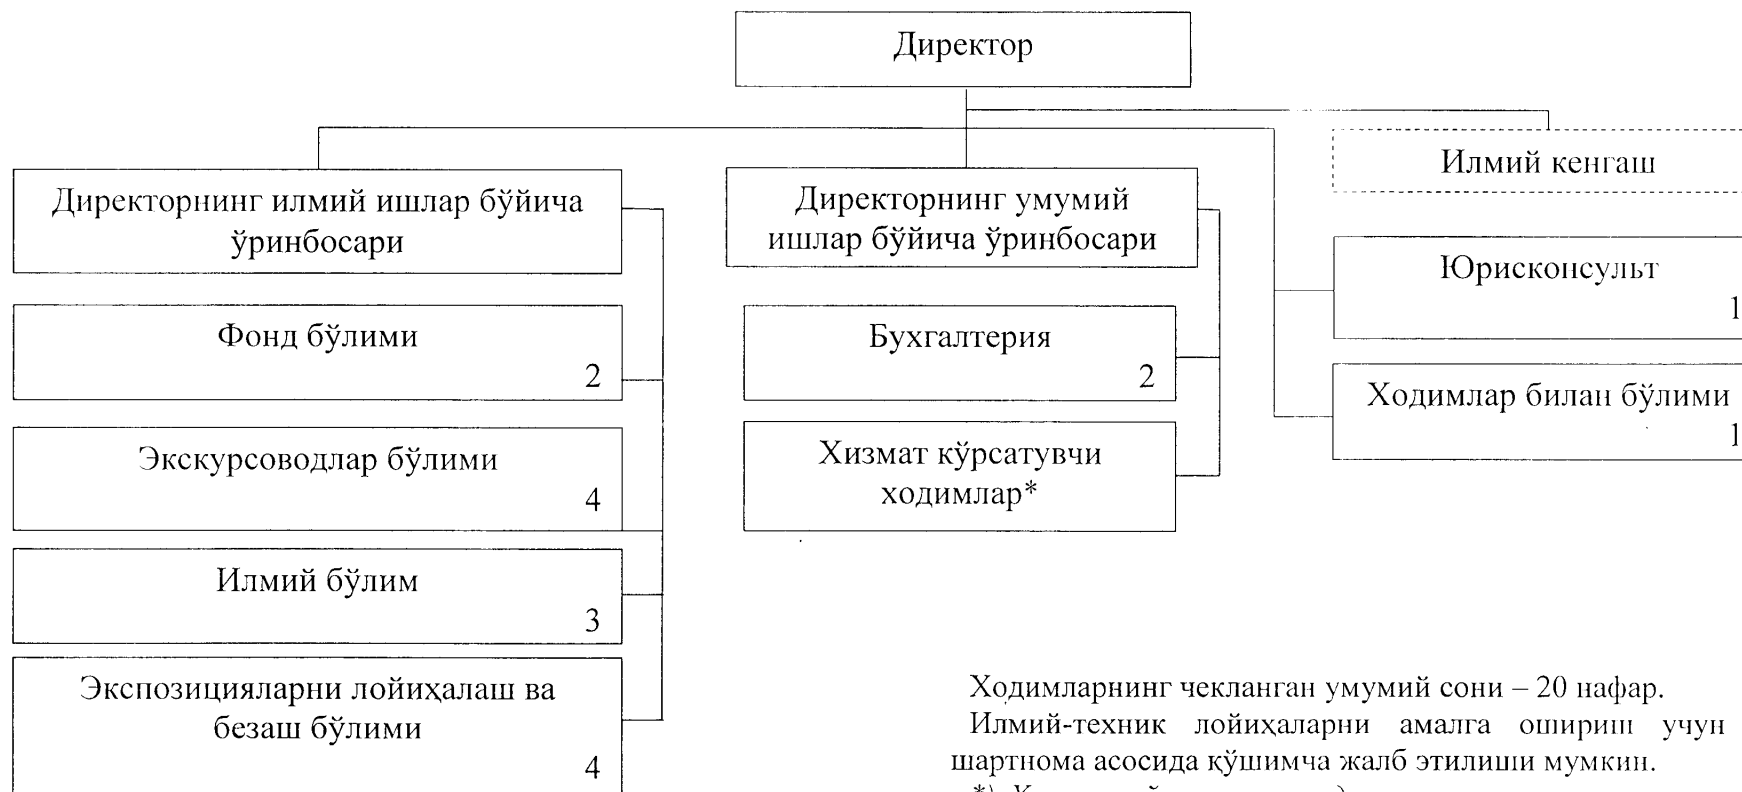 Директор
Илмий кенгаш
Директорнинг илмий ишлар бўйича
ўринбосари
Директорнинг умумий
ишлар бўйича ўринбосари
Юрисконсульт
1
Фонд бўлими
2
Бухгалтерия
2
Ходимлар билан бўлими
1
Экскурсоводлар бўлими
4
Хизмат кўрсатувчи
ходимлар*
Илмий бўлим
3
Экспозицияларни лойиҳалаш ва
безаш бўлими
4
Ходимларнинг чекланган умумий сони – 20 нафар.
Илмий-техник лойиҳаларни амалга ошириш учун
шартнома асосида қўшимча жалб этилиши мумкин.